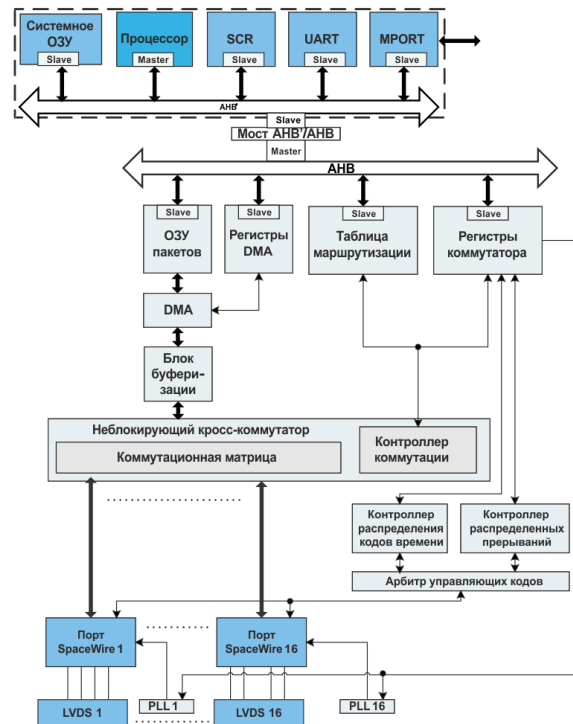 Системное
ОЗУ
Процессор
SCR
UART
MPORT
Slave
Master
Slave
Slave
Slave
AHB'
Slave
Мост AHB'/AHB
Master
AHB
Slave
Slave
Slave
Slave
ОЗУ
пакетов
Регистры
DMA
Таблица
маршрутизации
Регистры
коммутатора
DMA
Блок
буфери-
зации
Неблокирующий кросс-коммутатор
Коммутационная матрица
Контроллер
коммутации
Контроллер
распределения
кодов времени
Контроллер
распределенных
прерываний
Арбитр управляющих кодов
Порт
SpaceWire 1
Порт
SpaceWire 16
LVDS 1
PLL 1
LVDS 16
PLL 16